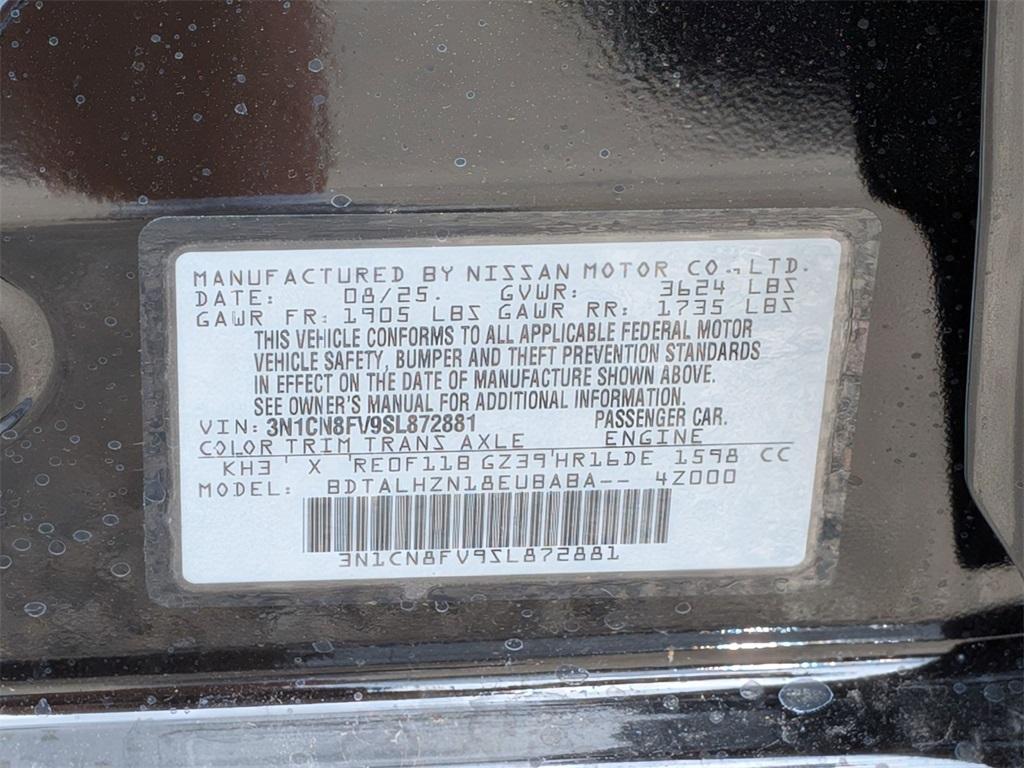 MANUFACTURED BY NISSAN MOTOR CO.,LTD.
DATE: 08/25. GVWR: 3624 LBS
GAWR FR: 1905 LBS GAWR RR: 1735 LBS
THIS VEHICLE CONFORMS TO ALL APPLICABLE FEDERAL MOTOR
VEHICLE SAFETY, BUMPER AND THEFT PREVENTION STANDARDS
IN EFFECT ON THE DATE OF MANUFACTURE SHOWN ABOVE.
SEE OWNER'S MANUAL FOR ADDITIONAL INFORMATION.
VIN: 3N1CN8FV9SL872881 PASSENGER CAR.
COLOR TRIM TRANS AXLE ENGINE
KH3 X RE0F11B GZ39 HR16DE 1598 CC
MODEL: BDTALHZN18EUBABA-- 4Z000
3N1CN8FV9SL872881